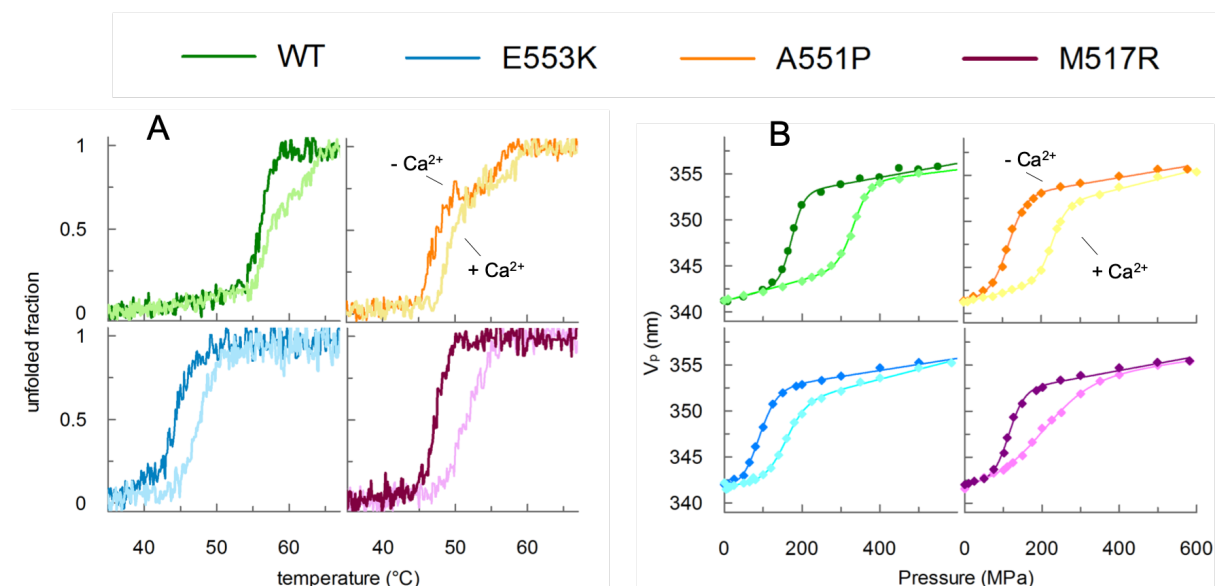 WT E553K A551P M517R
A
B
1
0.5
0
1
0.5
0
unfolded fraction
- Ca²⁺
+ Ca²⁺
40 50 60 40 50 60
temperature (°C)
355
350
345
340
355
350
345
340
Vₚ (nm)
- Ca²⁺
+ Ca²⁺
0 200 400 0 200 400 600
Pressure (MPa)